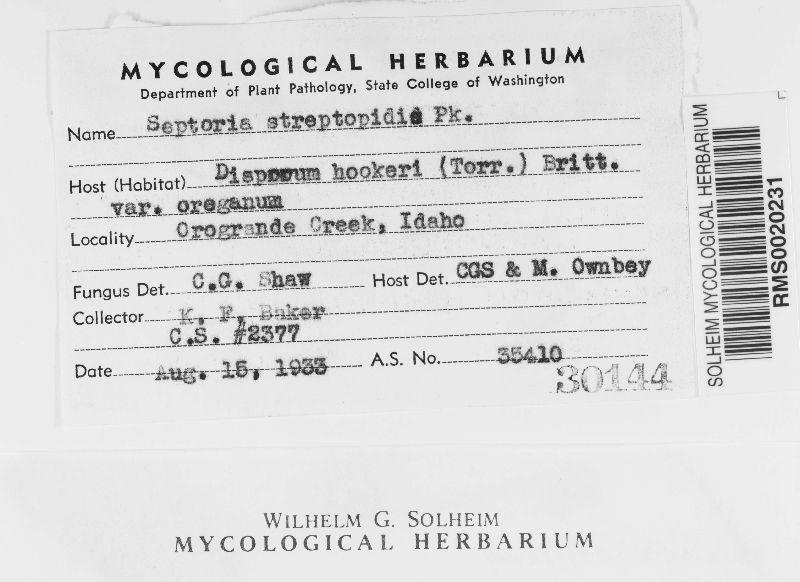 MYCOLOGICAL HERBARIUM
Department of Plant Pathology, State College of Washington
Name Septoria streptopidis Pk.
Host (Habitat) Disporum hookeri (Torr.) Britt.
var. oreganum
Locality Orogrande Creek, Idaho
Fungus Det. C.G. Shaw Host Det. CGS & M. Ownbey
Collector K. F. Baker
C.S. #2377
Date Aug. 15, 1933 A.S. No. 35410
30144
SOLHEIM MYCOLOGICAL HERBARIUM
RMS0020231
WILHELM G. SOLHEIM
MYCOLOGICAL HERBARIUM